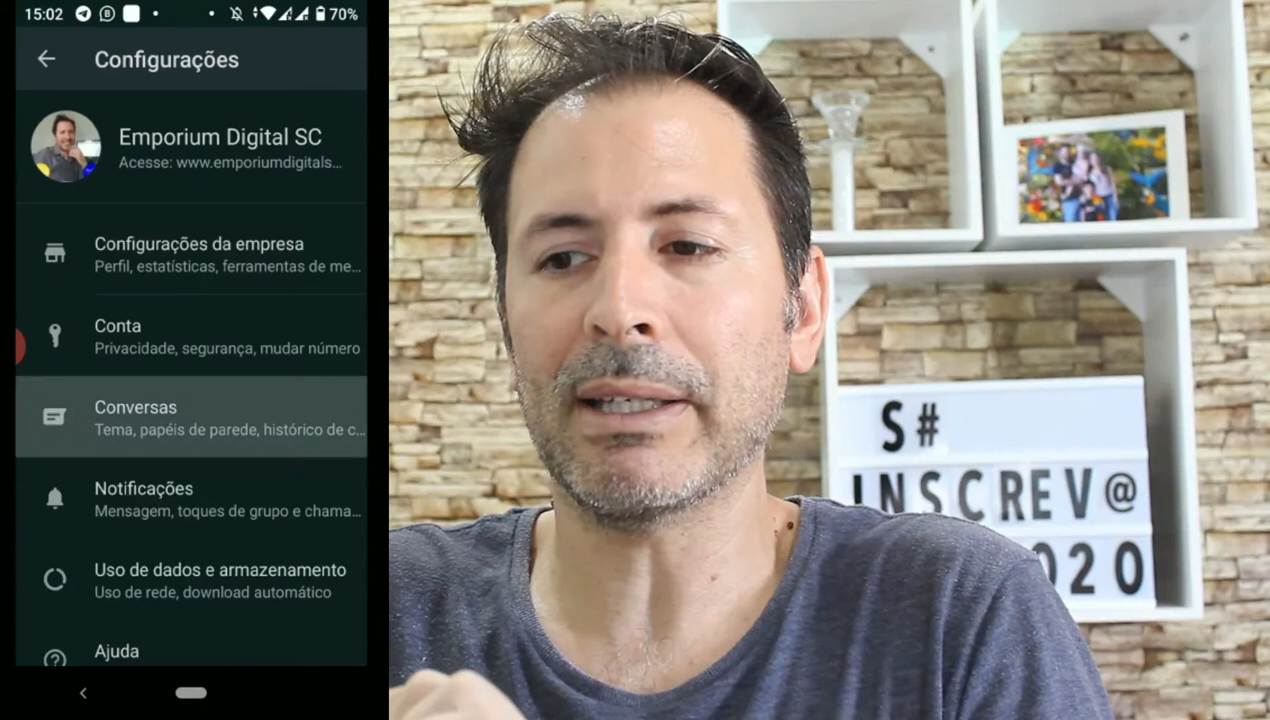 15:02
70%
Configurações
Emporium Digital SC
Acesse: www.emporiumdigitals...
Configurações da empresa
Perfil, estatísticas, ferramentas de me...
Conta
Privacidade, segurança, mudar número
Conversas
Tema, papéis de parede, histórico de c...
Notificações
Mensagem, toques de grupo e chama...
Uso de dados e armazenamento
Uso de rede, download automático
Ajuda
S#
INSCREV@
020